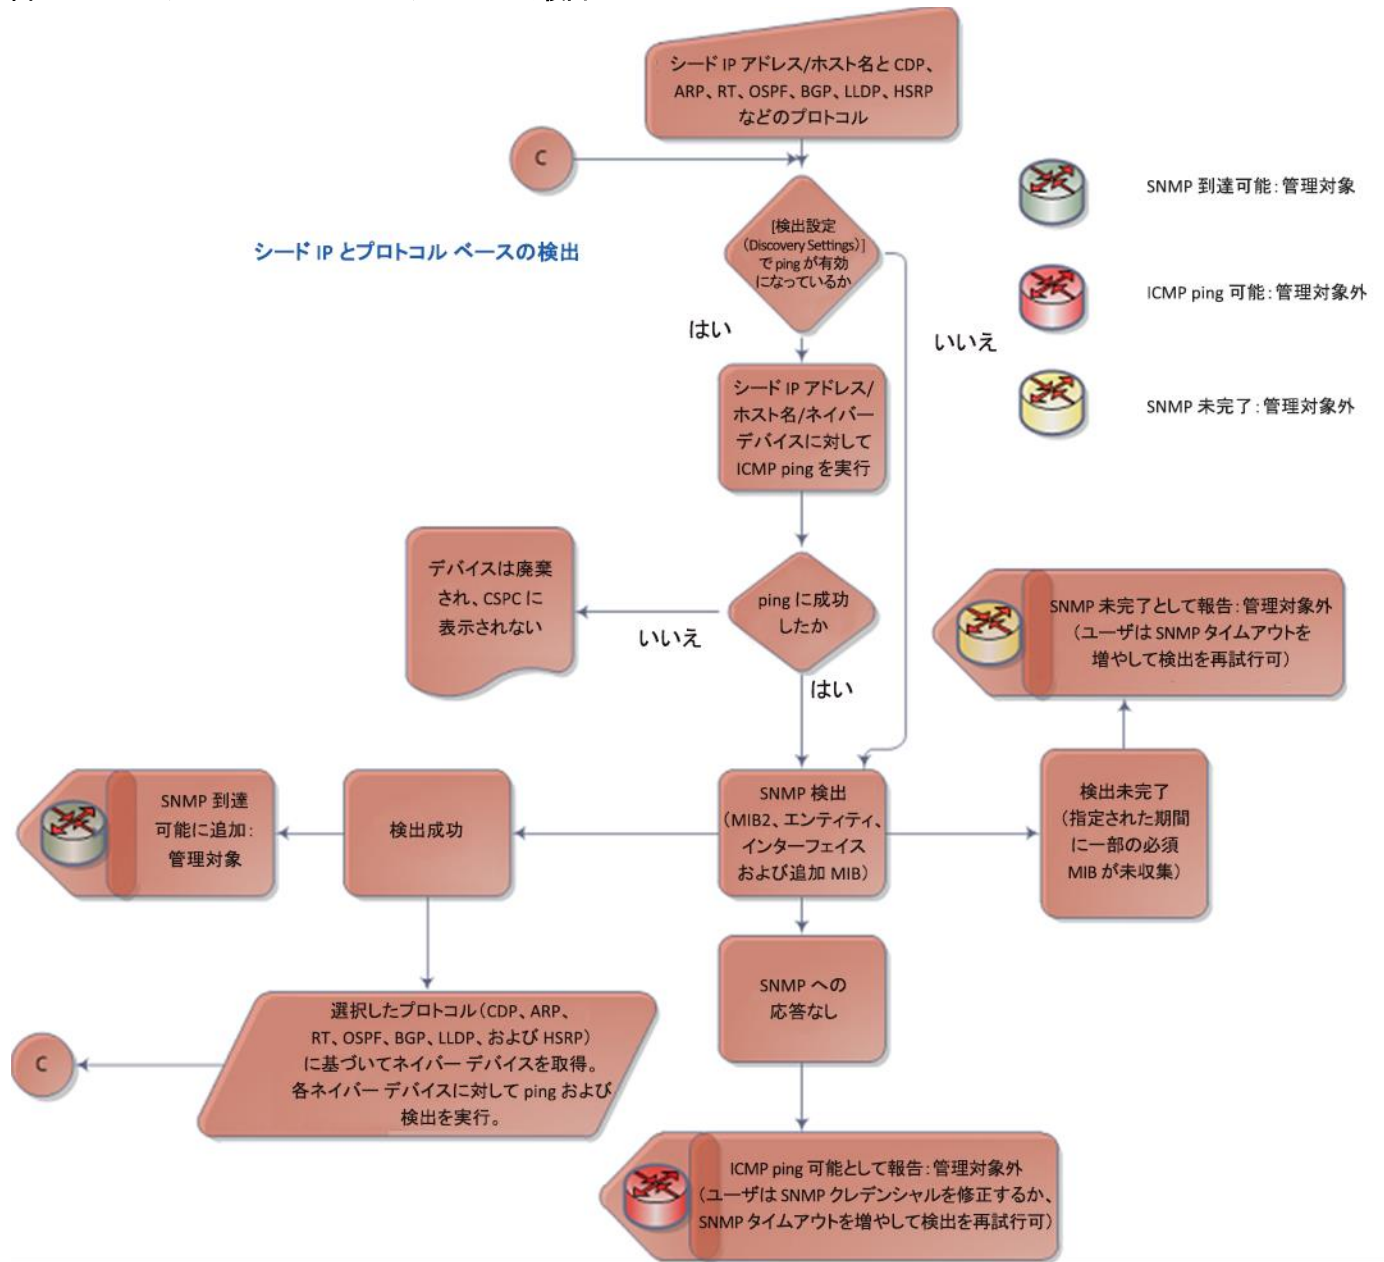 シード IP アドレス/ホスト名と CDP、
ARP、RT、OSPF、BGP、LLDP、HSRP
などのプロトコル
C
シード IP とプロトコル ベースの検出
[検出設定
（Discovery Settings）]
で ping が有効
になっているか
はい
いいえ
SNMP 到達可能：管理対象
ICMP ping 可能：管理対象外
SNMP 未完了：管理対象外
シード IP アドレス/
ホスト名/ネイバー
デバイスに対して
ICMP ping を実行
デバイスは廃棄
され、CSPC に
表示されない
いいえ
ping に成功
したか
はい
SNMP 未完了として報告：管理対象外
（ユーザは SNMP タイムアウトを
増やして検出を再試行可）
SNMP 到達
可能に追加：
管理対象
検出成功
SNMP 検出
（MIB2、エンティティ、
インターフェイス
および追加 MIB）
検出未完了
（指定された期間
に一部の必須
MIB が未収集）
SNMP への
応答なし
C
選択したプロトコル（CDP、ARP、
RT、OSPF、BGP、LLDP、および HSRP）
に基づいてネイバー デバイスを取得。
各ネイバー デバイスに対して ping および
検出を実行。
ICMP ping 可能として報告：管理対象外
（ユーザは SNMP クレデンシャルを修正するか、
SNMP タイムアウトを増やして検出を再試行可）